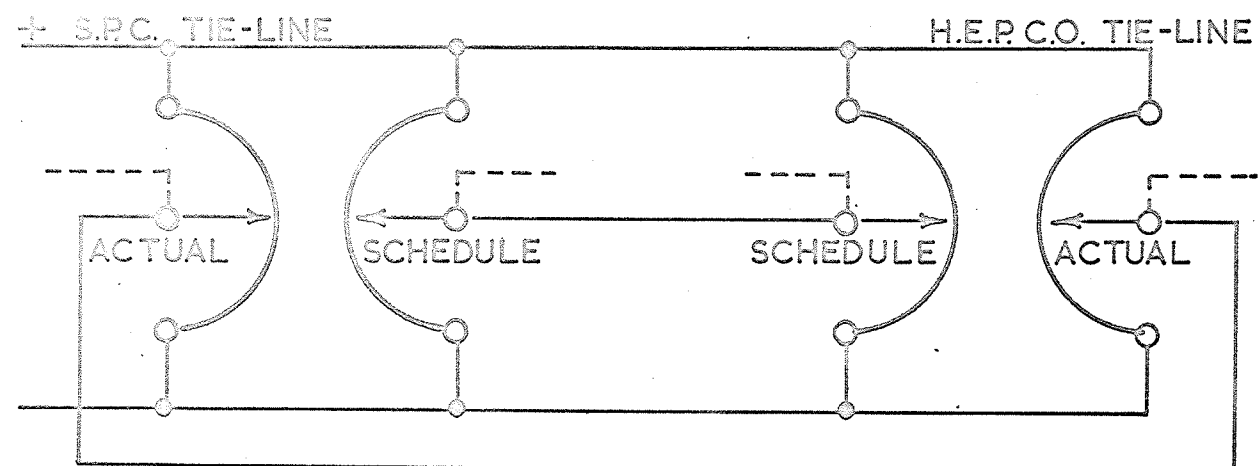 + S.P.C. TIE-LINE
H.E.P.C.O. TIE-LINE
ACTUAL
SCHEDULE
SCHEDULE
ACTUAL